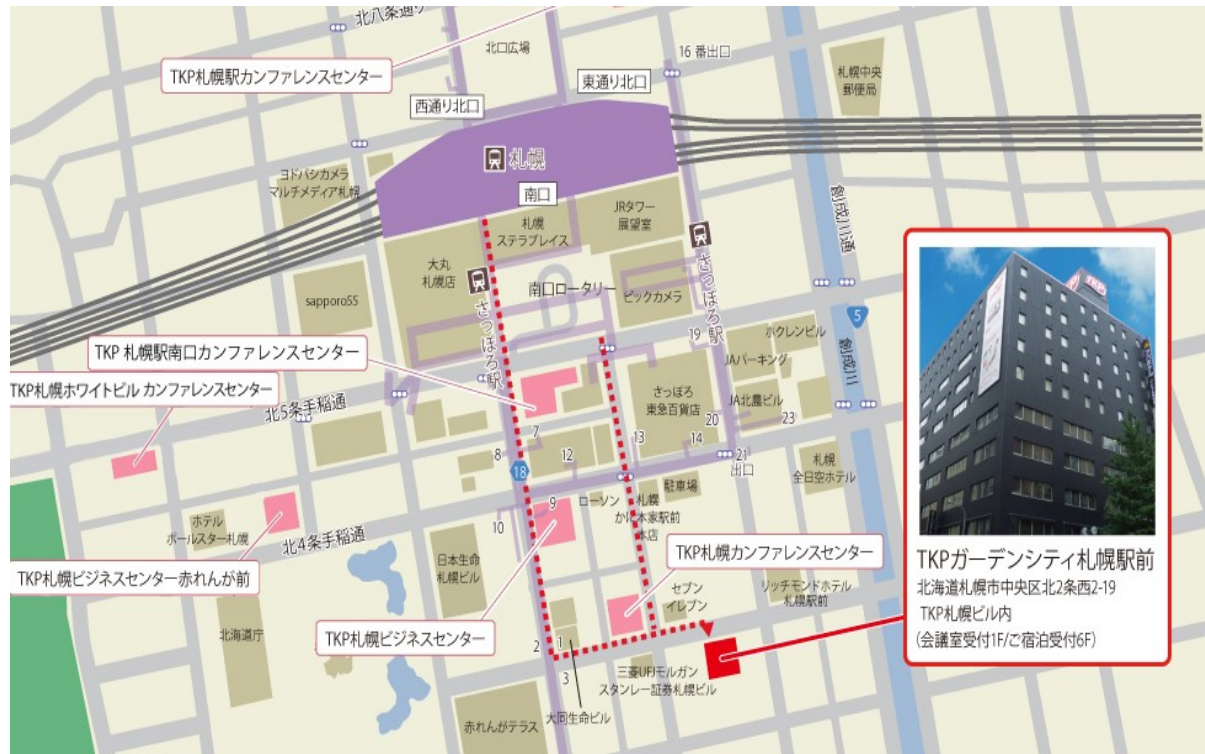 北八条通り
北口広場
16 番出口
札幌中央
郵便局
TKP札幌駅カンファレンスセンター
東通り北口
西通り北口
札幌
ヨドバシカメラ
マルチメディア札幌
南口
JRタワー
展望室
札幌
ステラプレイス
創成川通
大丸
札幌店
さっぽろ駅
さっぽろ駅
sapporo55
南口ロータリー
ビックカメラ
5
創成川
19
ホクレンビル
JAパーキング
TKP 札幌駅南口カンファレンスセンター
TKP札幌ホワイトビル カンファレンスセンター
北5条手稲通
さっぽろ
東急百貨店
JA北農ビル
20
23
7
8
12
13
14
21
出口
18
札幌
全日空ホテル
駐車場
9
10
ローソン
札幌
かに本家駅前
本店
ホテル
ポールスター札幌
北4条手稲通
日本生命
札幌ビル
TKP札幌カンファレンスセンター
TKP札幌ビジネスセンター赤れんが前
セブン
イレブン
リッチモンドホテル
札幌駅前
北海道庁
TKP札幌ビジネスセンター
2
1
3
三菱UFJモルガン
スタンレー証券札幌ビル
大同生命ビル
赤れんがテラス
TKP
TKPガーデンシティ札幌駅前
北海道札幌市中央区北2条西2-19
TKP札幌ビル内
(会議室受付1F/ご宿泊受付6F)